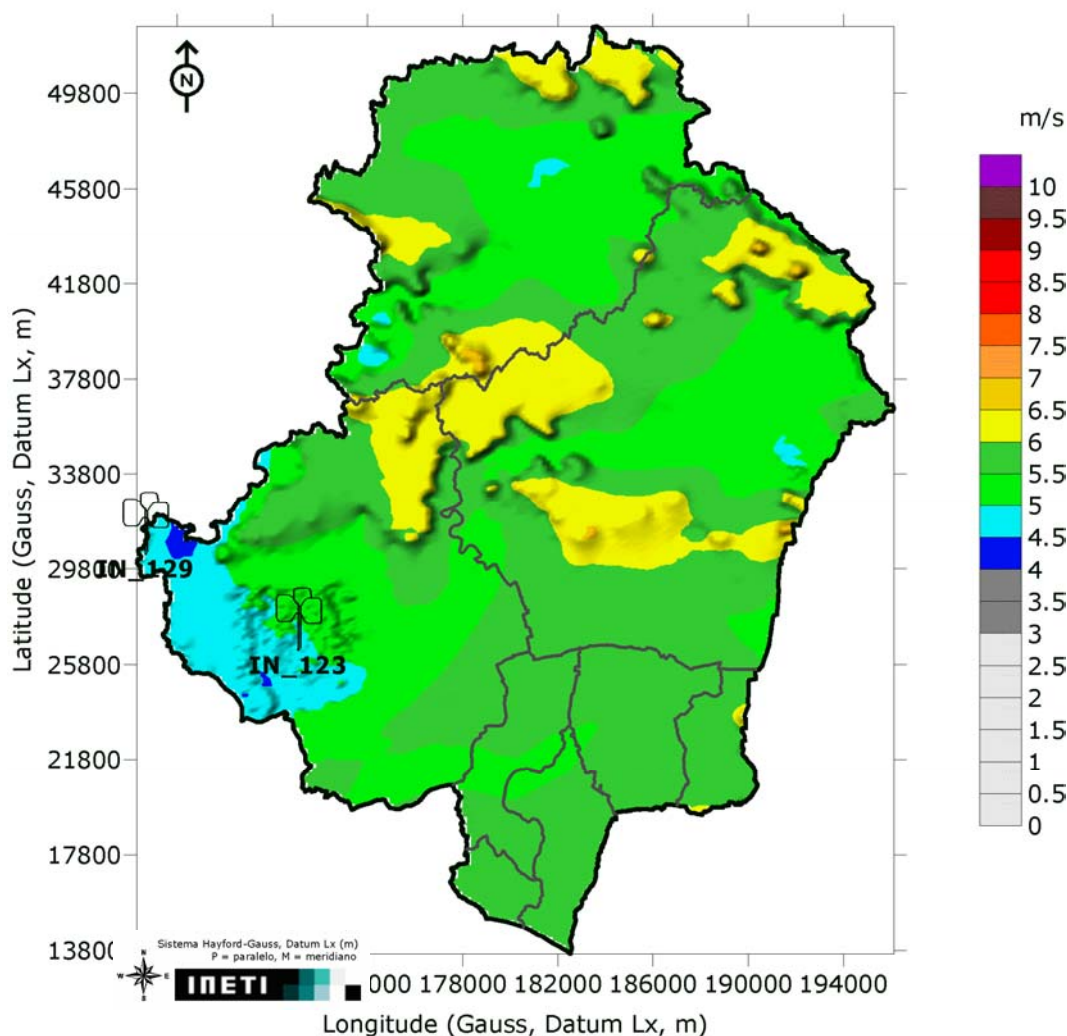 N
49800
45800
41800
37800
33800
29800
25800
21800
17800
13800
Latitude (Gauss, Datum Lx, m)
m/s
10
9.5
9
8.5
8
7.5
7
6.5
6
5.5
5
4.5
4
3.5
3
2.5
2
1.5
1
0.5
0
IN_129
IN_123
Sistema Hayford-Gauss, Datum Lx (m)
P = paralelo, M = meridiano
N
W E
S
INETI
000 178000 182000 186000 190000 194000
Longitude (Gauss, Datum Lx, m)